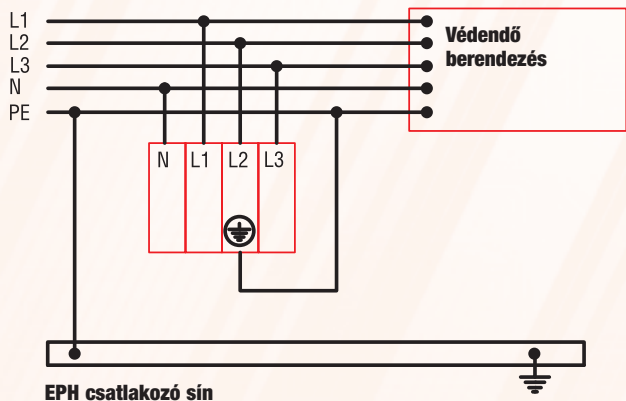 L1
L2
L3
N
PE
Védendő
berendezés
N L1 L2 L3
EPH csatlakozó sín